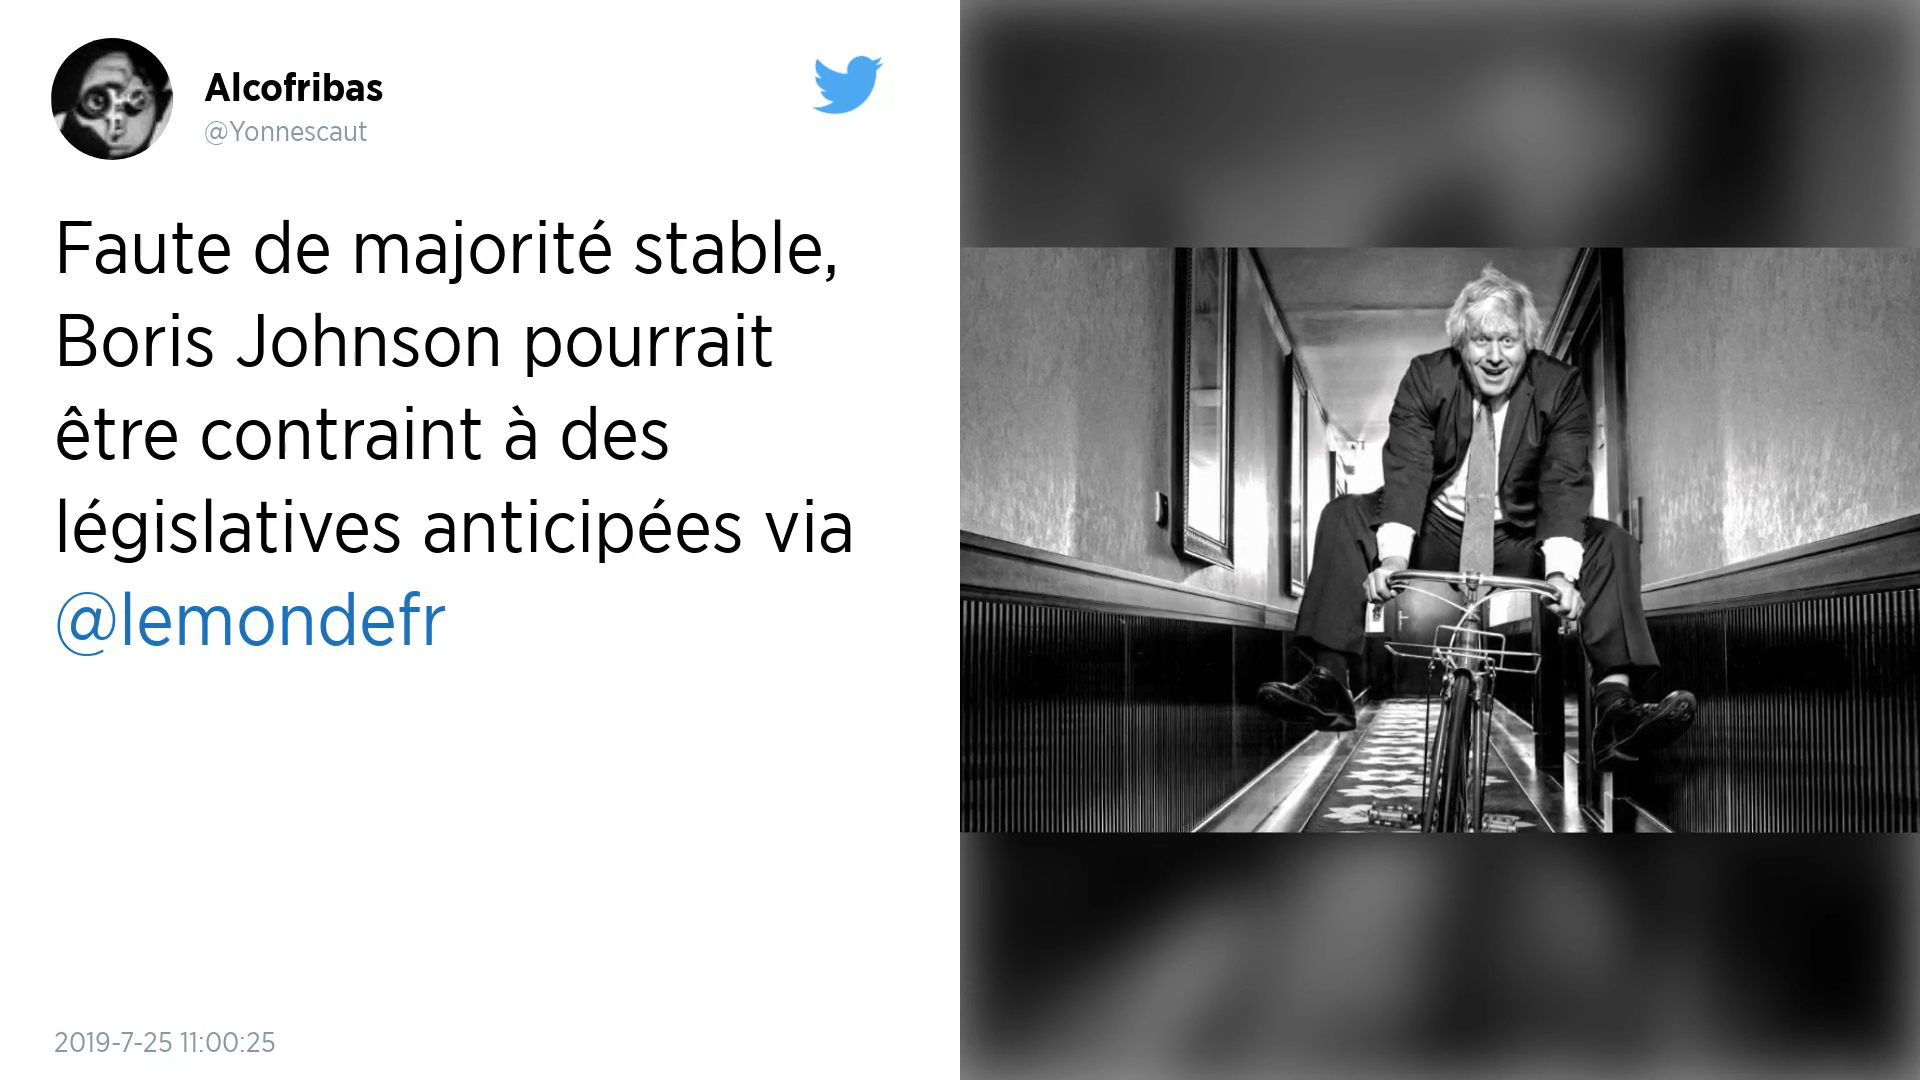 Alcofribas
@Yonnescaut
Faute de majorité stable,
Boris Johnson pourrait
être contraint à des
législatives anticipées via
@lemondefr
2019-7-25 11:00:25